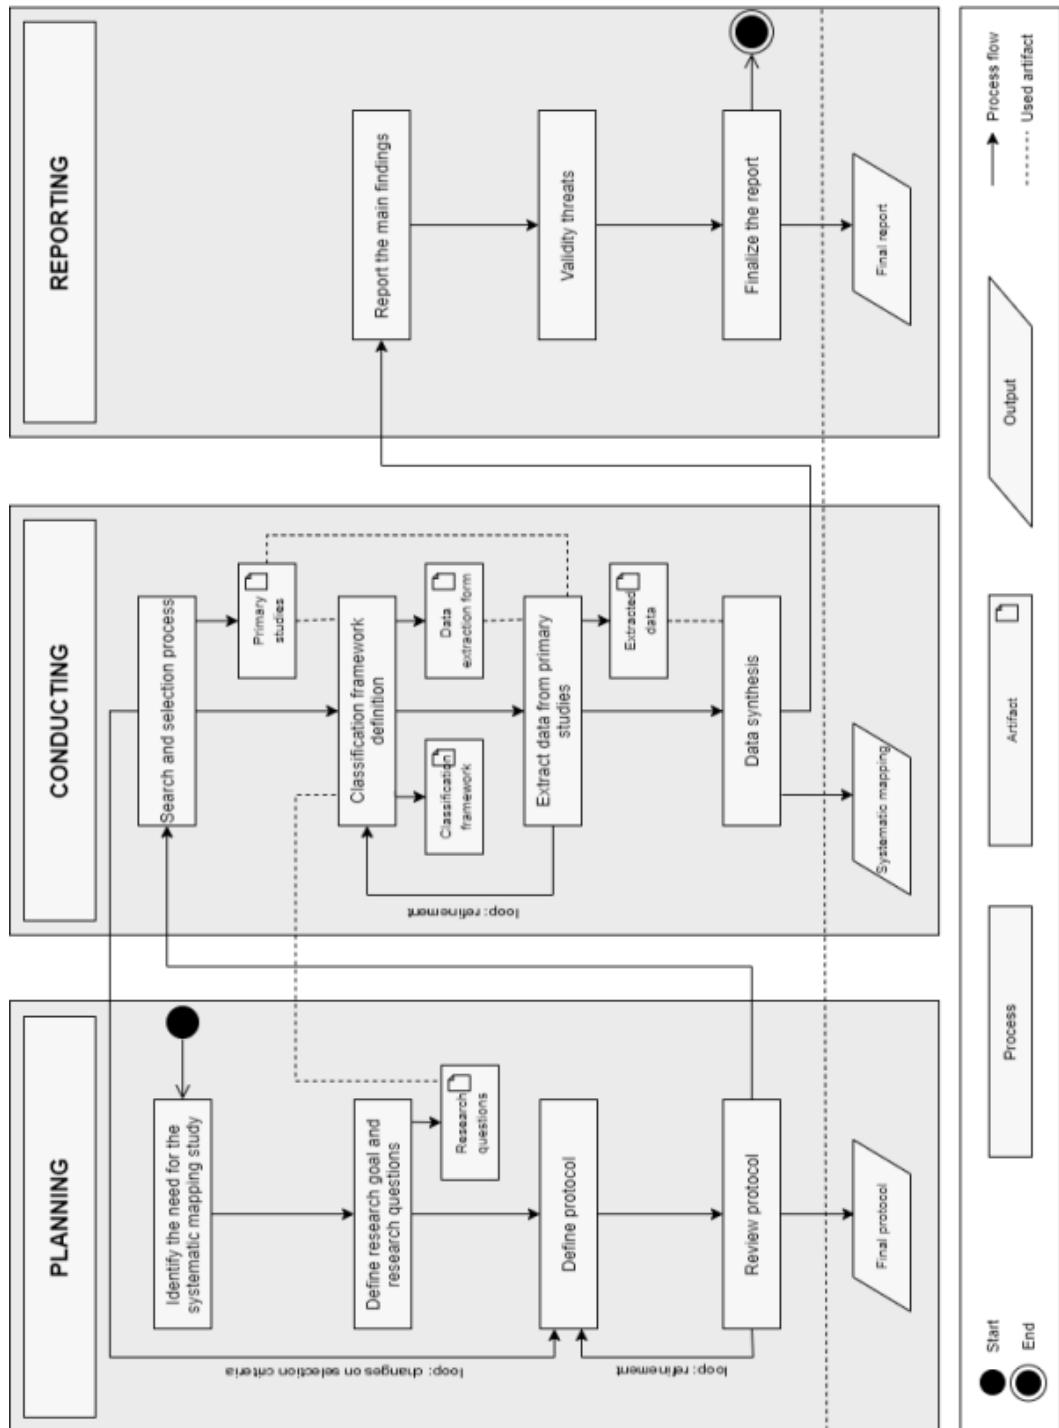 PLANNING
Identify the need for the
systematic mapping study
Define research goal and
research questions
Research
questions
Define protocol
Review protocol
Final protocol
loop: changes on selection criteria
loop: refinement
CONDUCTING
Search and selection process
Primary
studies
Classification framework
definition
Classification
framework
Data
extraction form
Extract data from primary
studies
Extracted
data
Data synthesis
Systematic mapping
loop: refinement
REPORTING
Report the main findings
Validity threats
Finalize the report
Final report
Start
End
Process
Artifact
Output
Process flow
Used artifact